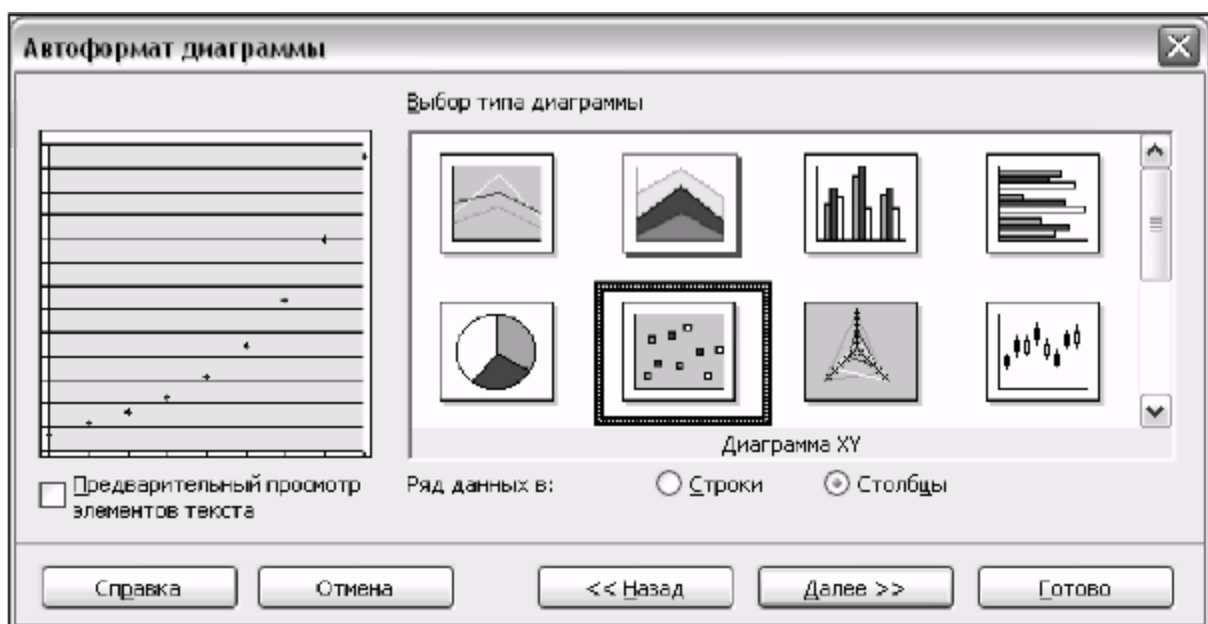 Автоформат диаграммы
Выбор типа диаграммы
Диаграмма XY
Предварительный просмотр
элементов текста
Ряд данных в:
Строки
Столбцы
Справка
Отмена
<< Назад
Далее >>
Готово